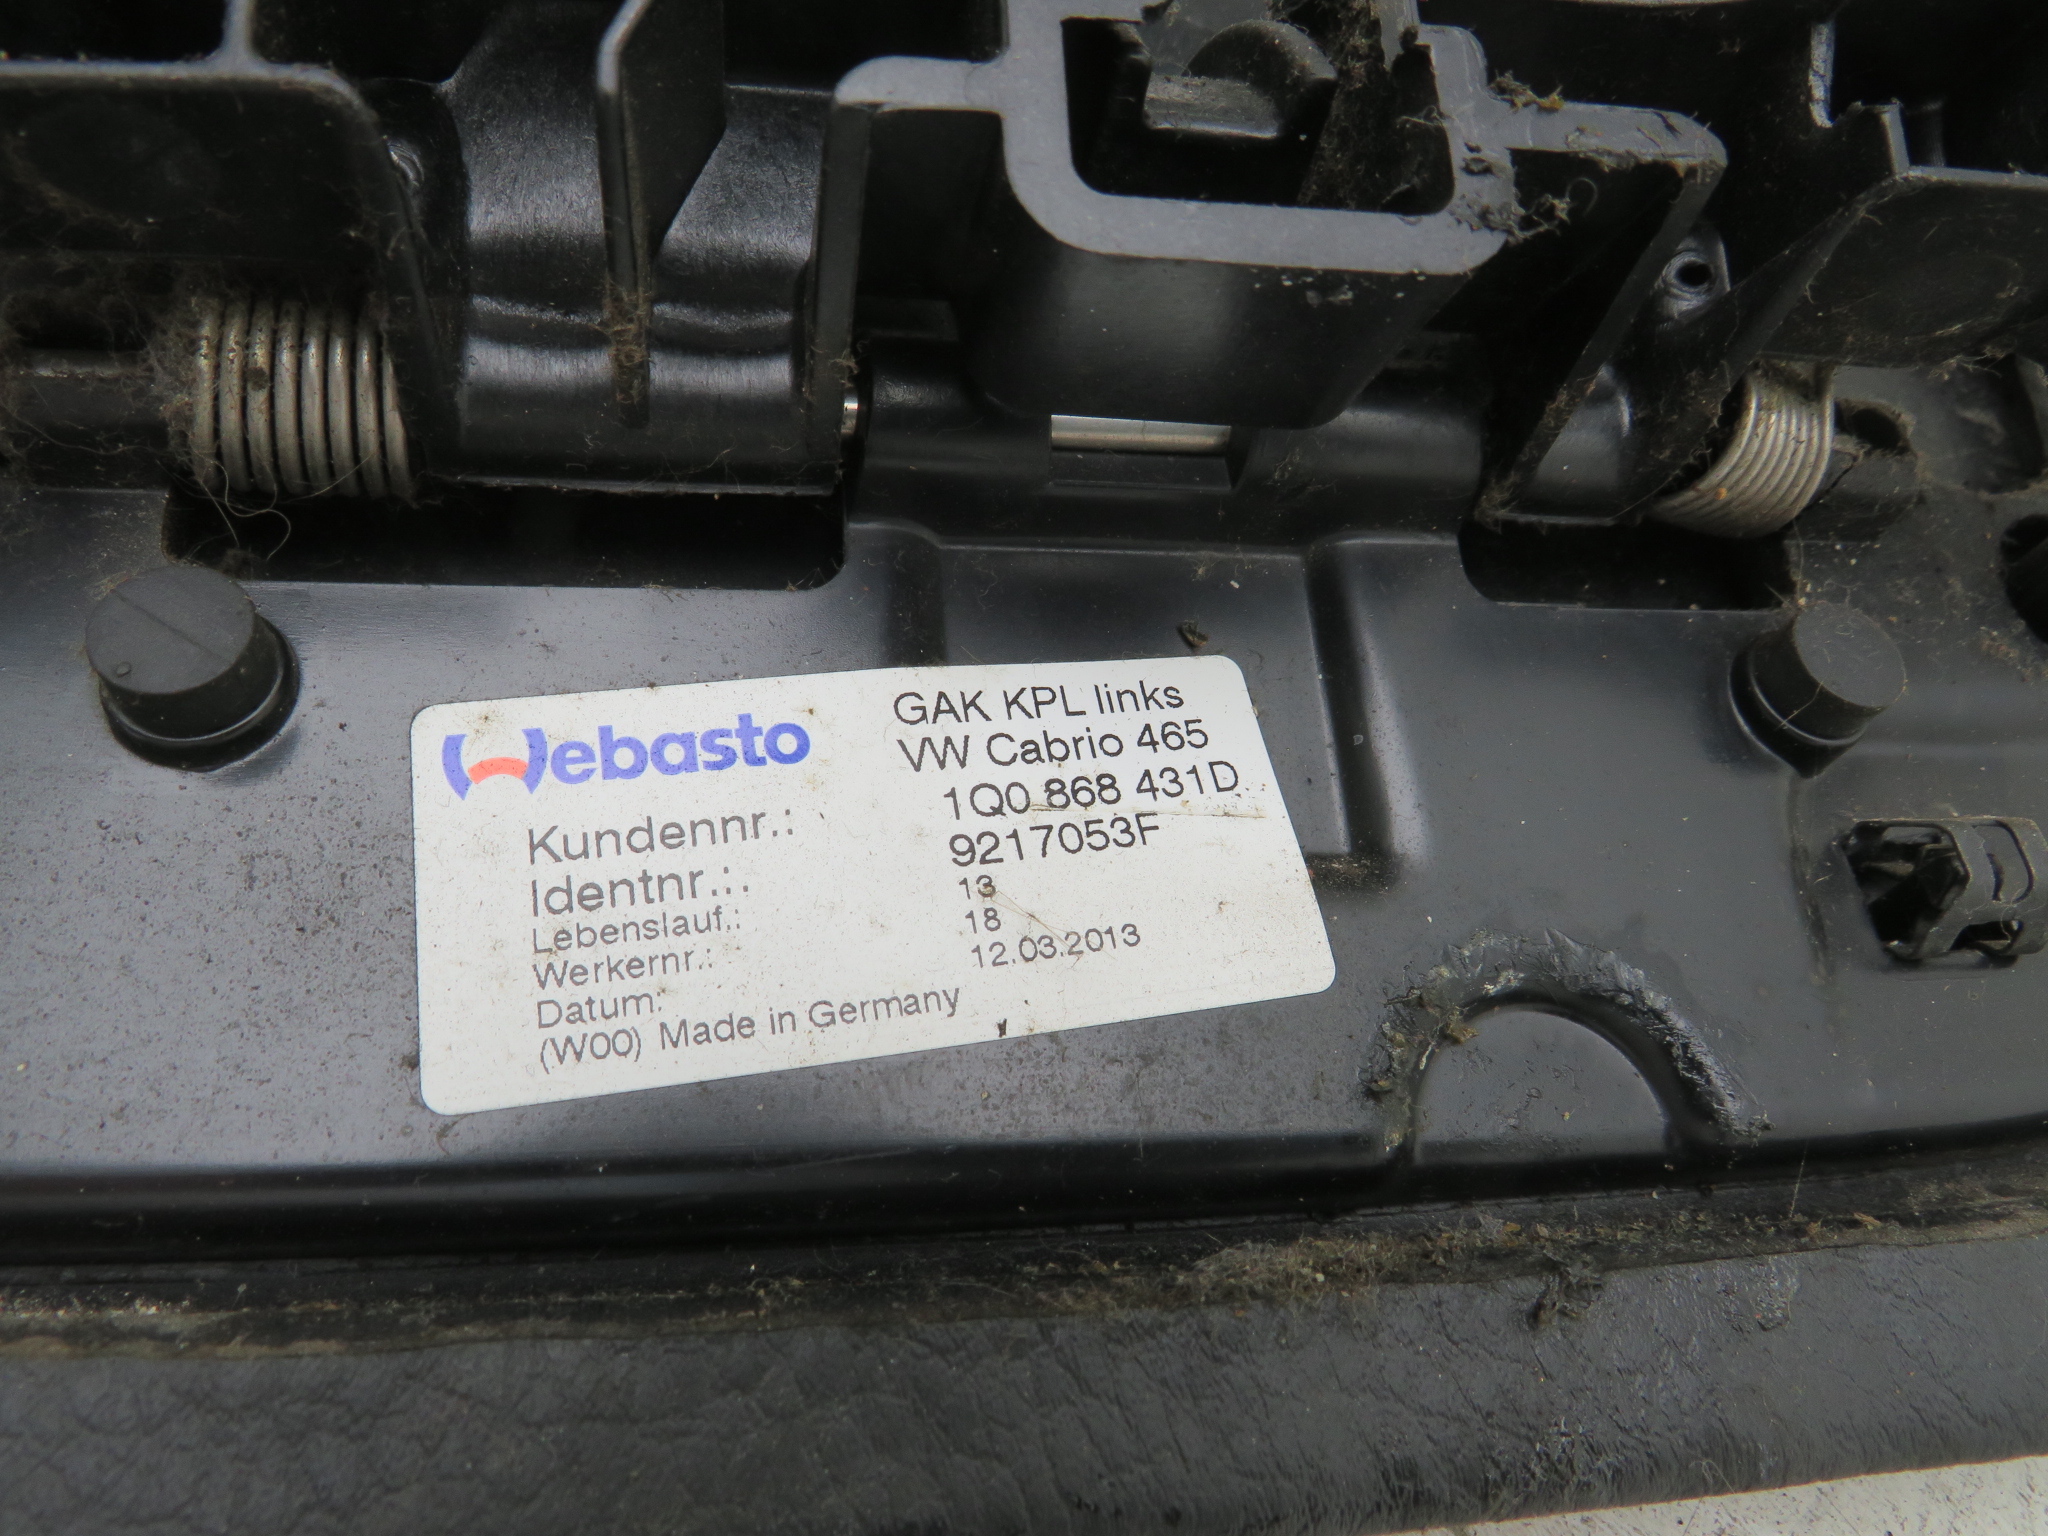 Webasto
GAK KPL links
VW Cabrio 465
Kundennr.: 1Q0 868 431D
Identnr.:. 9217053F
Lebenslauf.: 13
Werkernr.: 18
Datum: 12.03.2013
(W00) Made in Germany